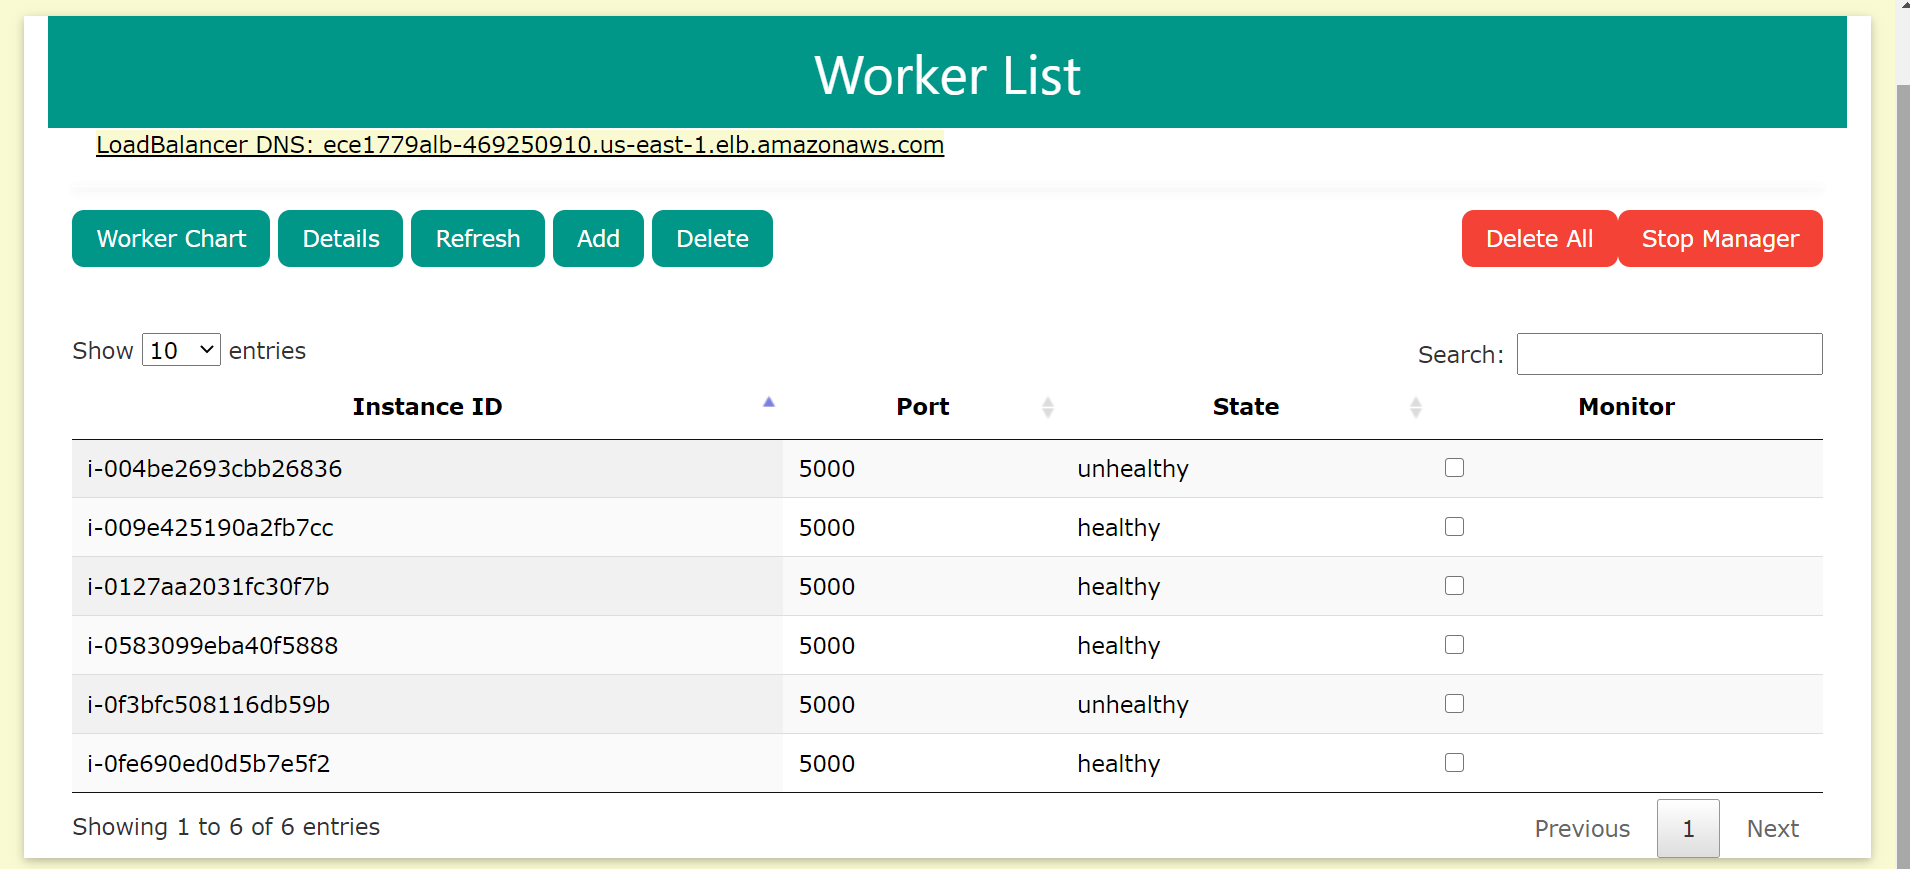 Worker List
LoadBalancer DNS: ece1779alb-469250910.us-east-1.elb.amazonaws.com
Worker Chart Details Refresh Add Delete Delete All Stop Manager
Show 10 entries Search:
Instance ID Port State Monitor
i-004be2693cbb26836 5000 unhealthy
i-009e425190a2fb7cc 5000 healthy
i-0127aa2031fc30f7b 5000 healthy
i-0583099eba40f5888 5000 healthy
i-0f3bfc508116db59b 5000 unhealthy
i-0fe690ed0d5b7e5f2 5000 healthy
Showing 1 to 6 of 6 entries Previous 1 Next